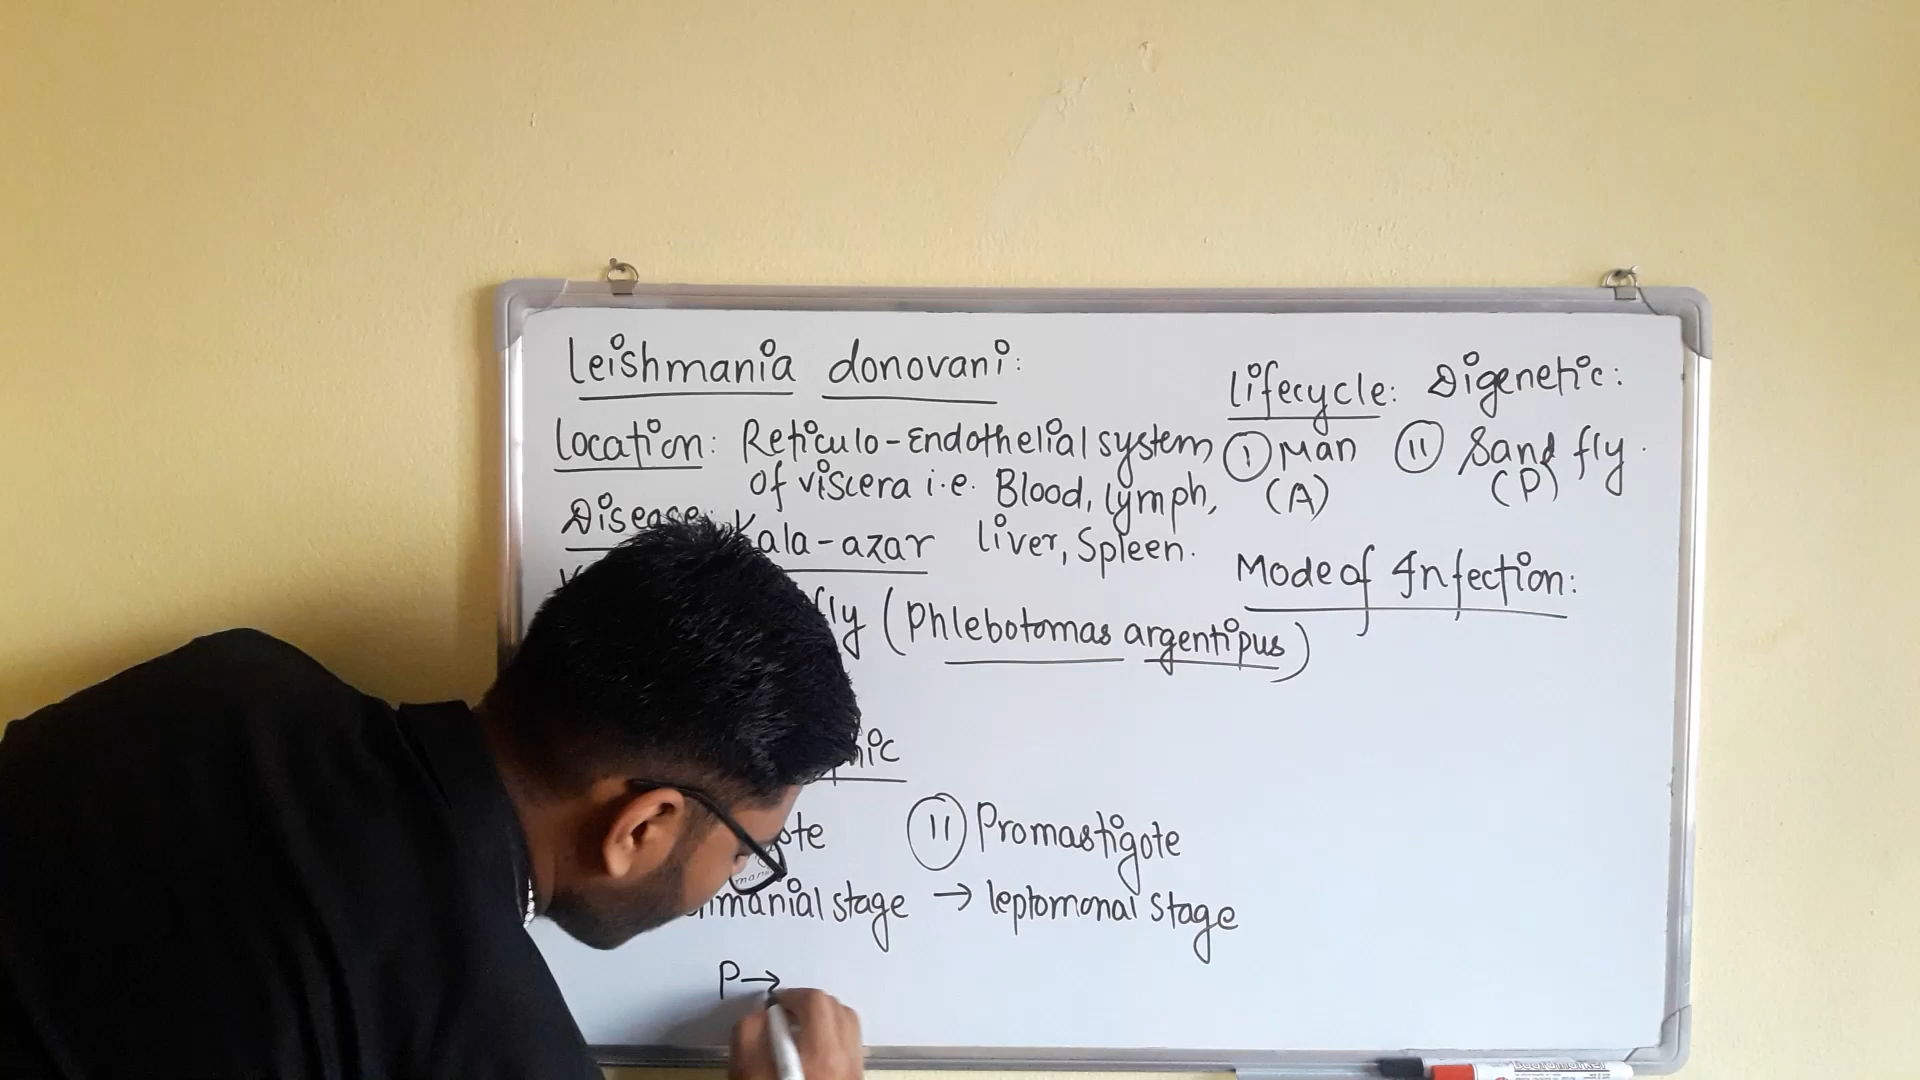 Leishmania donovani:
Location: Reticulo-Endothelial system
of viscera i.e. Blood, lymph,
liver, Spleen.
Disease: Kala-azar
fly (Phlebotomas argentipus)
II Promastigote
stage → leptomonal stage
P→
Lifecycle: Digenetic:
I Man II Sand fly.
(A) (P)
Mode of Infection: